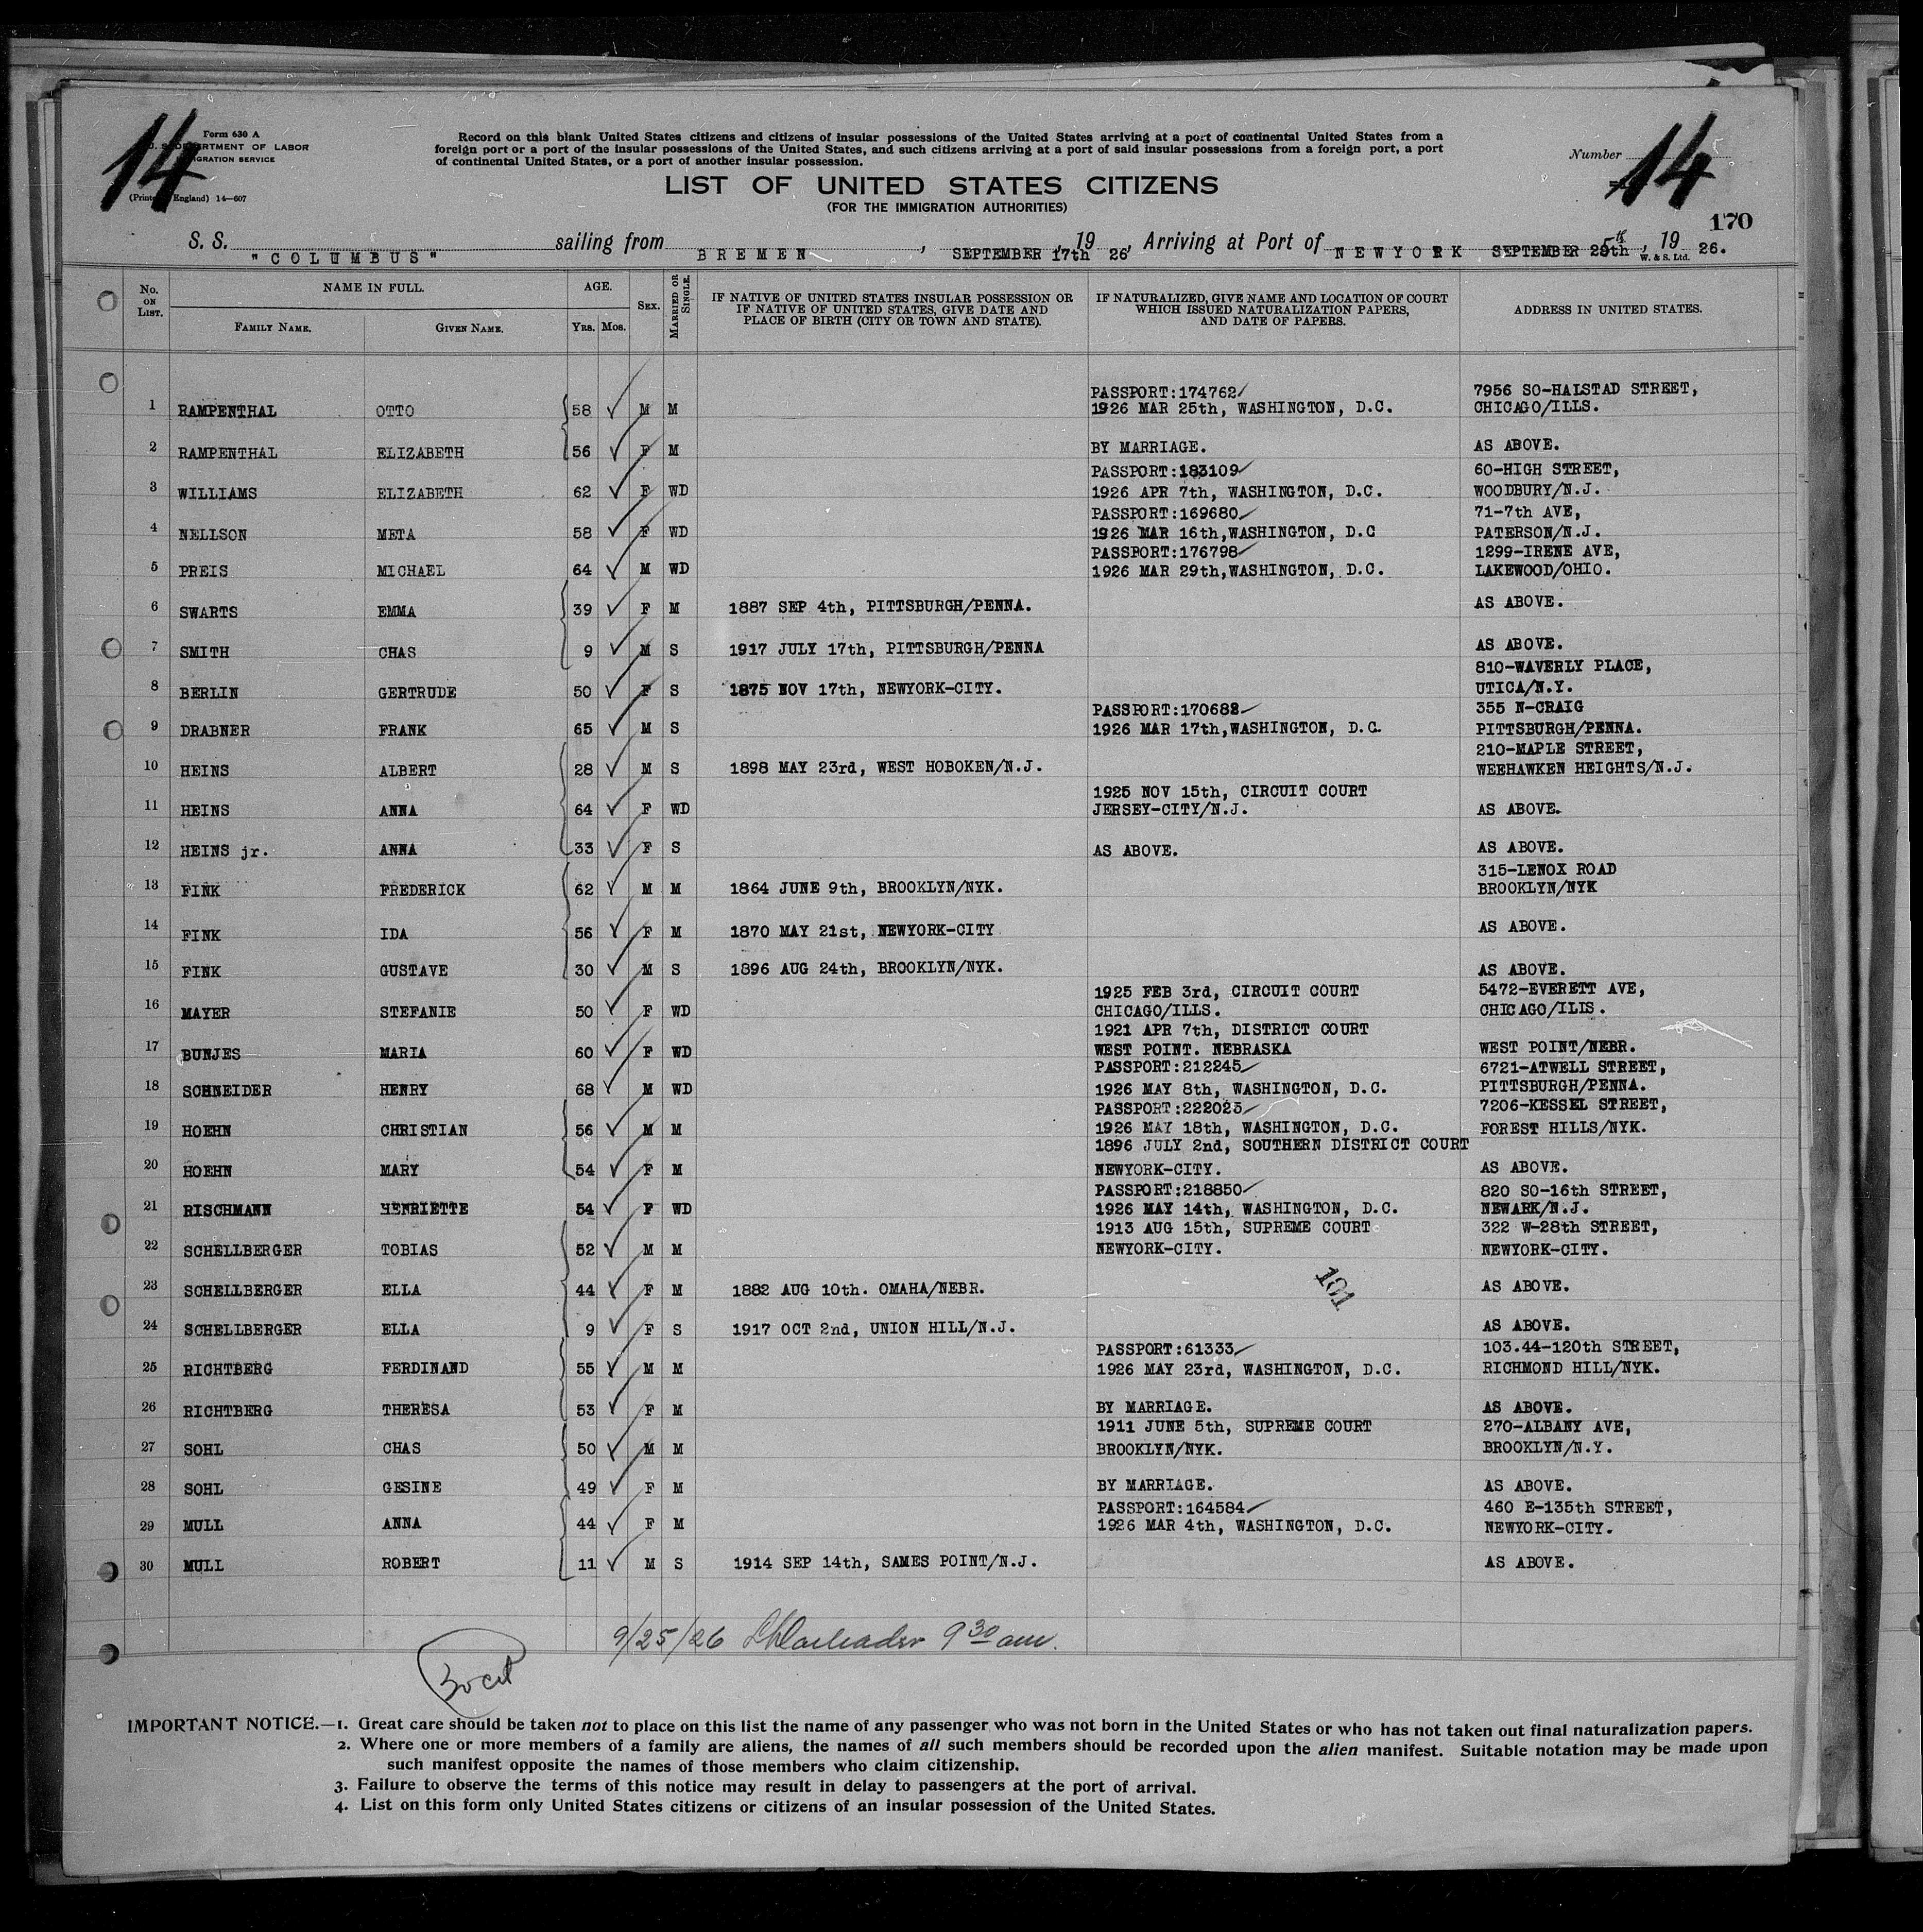 14
Form 630 A
U. S. DEPARTMENT OF LABOR
IMMIGRATION SERVICE
(Printed England) 14—607
Record on this blank United States citizens and citizens of insular possessions of the United States arriving at a port of continental United States from a
foreign port or a port of the insular possessions of the United States, and such citizens arriving at a port of said insular possessions from a foreign port, a port
of continental United States, or a port of another insular possession.
LIST OF UNITED STATES CITIZENS
(FOR THE IMMIGRATION AUTHORITIES)
Number 14
170
S. S. "COLUMBUS" sailing from BREMEN, SEPTEMBER 17th, 19 26, Arriving at Port of NEWYORK SEPTEMBER 25th, 19 26.
W. & S. Ltd.
No. ON LIST. NAME IN FULL. FAMILY NAME. GIVEN NAME. AGE. YRS. MOS. SEX. MARRIED OR SINGLE. IF NATIVE OF UNITED STATES INSULAR POSSESSION OR IF NATIVE OF UNITED STATES, GIVE DATE AND PLACE OF BIRTH (CITY OR TOWN AND STATE). IF NATURALIZED, GIVE NAME AND LOCATION OF COURT WHICH ISSUED NATURALIZATION PAPERS, AND DATE OF PAPERS. ADDRESS IN UNITED STATES.
PASSPORT:174762 7956 SO-HALSTAD STREET,
1 RAMPENTHAL OTTO 58 M M 1926 MAR 25th, WASHINGTON, D.C. CHICAGO/ILLS.
2 RAMPENTHAL ELIZABETH 56 F M BY MARRIAGE. AS ABOVE.
PASSPORT:183109 60-HIGH STREET,
3 WILLIAMS ELIZABETH 62 F WD 1926 APR 7th, WASHINGTON, D.C. WOODBURY/N.J.
PASSPORT:169680 71-7th AVE,
4 NELLSON META 58 F WD 1926 MAR 16th,WASHINGTON, D.C PATERSON/N.J.
PASSPORT:176798 1299-IRENE AVE,
5 PREIS MICHAEL 64 M WD 1926 MAR 29th,WASHINGTON, D.C. LAKEWOOD/OHIO.
6 SWARTS EMMA 39 F M 1887 SEP 4th, PITTSBURGH/PENNA. AS ABOVE.
7 SMITH CHAS 9 M S 1917 JULY 17th, PITTSBURGH/PENNA AS ABOVE.
810-WAVERLY PLACE,
8 BERLIN GERTRUDE 50 F S 1875 NOV 17th, NEWYORK-CITY. UTICA/N.Y.
PASSPORT:170682 355 N-CRAIG
9 DRABNER FRANK 65 M S 1926 MAR 17th,WASHINGTON, D.C. PITTSBURGH/PENNA.
210-MAPLE STREET,
10 HEINS ALBERT 28 M S 1898 MAY 23rd, WEST HOBOKEN/N.J. WEEHAWKEN HEIGHTS/N.J.
1925 NOV 15th, CIRCUIT COURT
11 HEINS ANNA 64 F WD JERSEY-CITY/N.J. AS ABOVE.
12 HEINS jr. ANNA 33 F S AS ABOVE. AS ABOVE.
315-LENOX ROAD
13 FINK FREDERICK 62 M M 1864 JUNE 9th, BROOKLYN/NYK. BROOKLYN/NYK
14 FINK IDA 56 F M 1870 MAY 21st, NEWYORK-CITY AS ABOVE.
15 FINK GUSTAVE 30 M S 1896 AUG 24th, BROOKLYN/NYK. AS ABOVE.
1925 FEB 3rd, CIRCUIT COURT 5472-EVERETT AVE,
16 MAYER STEFANIE 50 F WD CHICAGO/ILLS. CHICAGO/ILIS.
1921 APR 7th, DISTRICT COURT
17 BUNJES MARIA 60 F WD WEST POINT. NEBRASKA WEST POINT/NEBR.
PASSPORT:212245 6721-ATWELL STREET,
18 SCHNEIDER HENRY 68 M WD 1926 MAY 8th, WASHINGTON, D.C. PITTSBURGH/PENNA.
PASSPORT:222023 7206-KESSEL STREET,
19 HOEHN CHRISTIAN 56 M M 1926 MAY 18th, WASHINGTON, D.C. FOREST HILLS/NYK.
1896 JULY 2nd, SOUTHERN DISTRICT COURT
20 HOEHN MARY 54 F M NEWYORK-CITY. AS ABOVE.
PASSPORT:218850 820 SO-16th STREET,
21 RISCHMANN HENRIETTE 54 F WD 1926 MAY 14th, WASHINGTON, D.C. NEWARK/N.J.
1913 AUG 15th, SUPREME COURT 322 W-28th STREET,
22 SCHELLBERGER TOBIAS 52 M M NEWYORK-CITY. NEWYORK-CITY.
23 SCHELLBERGER ELLA 44 F M 1882 AUG 10th. OMAHA/NEBR. AS ABOVE.
101
24 SCHELLBERGER ELLA 9 F S 1917 OCT 2nd, UNION HILL/N.J. AS ABOVE.
PASSPORT:61333 103.44-120th STREET,
25 RICHTBERG FERDINAND 55 M M 1926 MAY 23rd, WASHINGTON, D.C. RICHMOND HILL/NYK.
26 RICHTBERG THERESA 53 F M BY MARRIAGE. AS ABOVE.
1911 JUNE 5th, SUPREME COURT 270-ALBANY AVE,
27 SOHL CHAS 50 M M BROOKLYN/NYK. BROOKLYN/N.Y.
28 SOHL GESINE 49 F M BY MARRIAGE. AS ABOVE.
PASSPORT:164584 460 E-135th STREET,
29 MULL ANNA 44 F M 1926 MAR 4th, WASHINGTON, D.C. NEWYORK-CITY.
30 MULL ROBERT 11 M S 1914 SEP 14th, SAMES POINT/N.J. AS ABOVE.
9/25/26 9 30 am.
30 cit
IMPORTANT NOTICE.—1. Great care should be taken not to place on this list the name of any passenger who was not born in the United States or who has not taken out final naturalization papers.
2. Where one or more members of a family are aliens, the names of all such members should be recorded upon the alien manifest. Suitable notation may be made upon
such manifest opposite the names of those members who claim citizenship.
3. Failure to observe the terms of this notice may result in delay to passengers at the port of arrival.
4. List on this form only United States citizens or citizens of an insular possession of the United States.